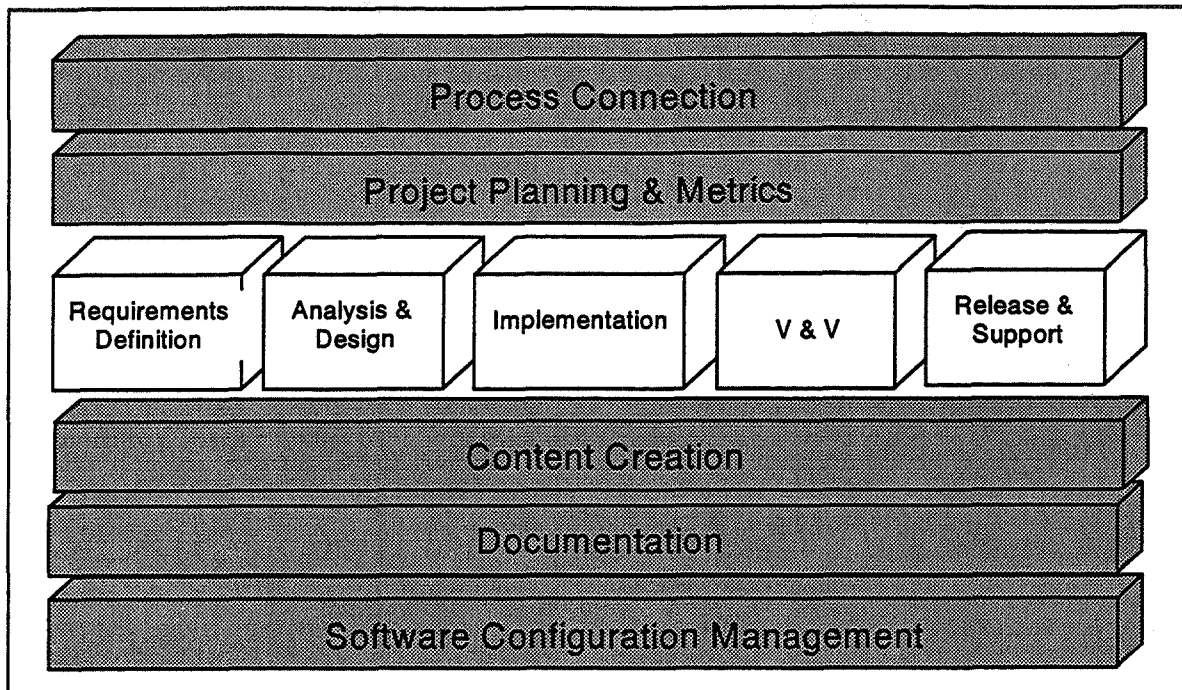 Process Connection
Project Planning & Metrics
Requirements
Definition
Analysis &
Design
Implementation
V & V
Release &
Support
Content Creation
Documentation
Software Configuration Management